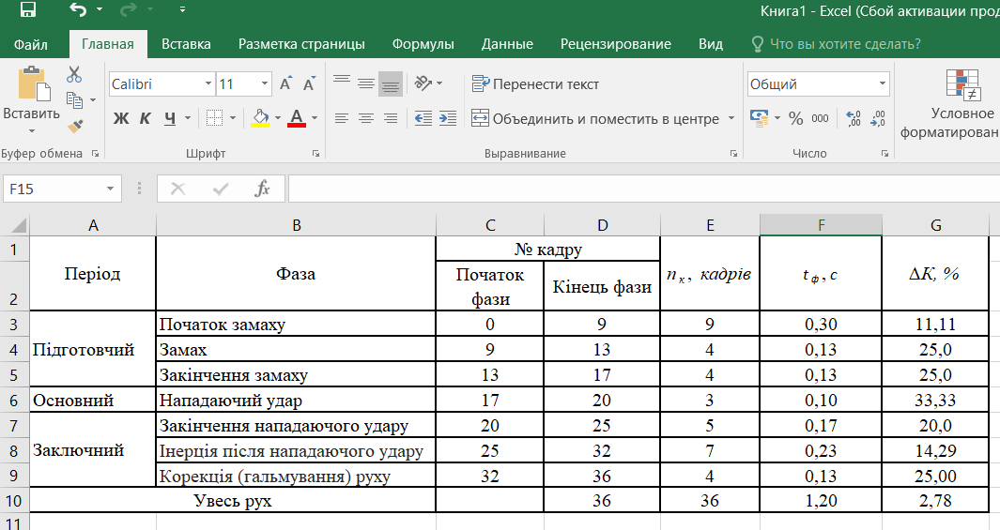 Книга1 - Excel (Сбой активации прод
Файл Главная Вставка Разметка страницы Формулы Данные Рецензирование Вид Что вы хотите сделать?
Вставить
Calibri 11
Ж К Ч А
Перенести текст
Объединить и поместить в центре
Общий
% 000
Условное
форматирован
Буфер обмена Шрифт Выравнивание Число
F15 fx
A B C D E F G
1 Період Фаза № кадру nк, кадрів tф, с ΔK, %
2 Початок фази Кінець фази
3 Підготовчий Початок замаху 0 9 9 0,30 11,11
4 Замах 9 13 4 0,13 25,0
5 Закінчення замаху 13 17 4 0,13 25,0
6 Основний Нападаючий удар 17 20 3 0,10 33,33
7 Заключний Закінчення нападаючого удару 20 25 5 0,17 20,0
8 Інерція після нападаючого удару 25 32 7 0,23 14,29
9 Корекція (гальмування) руху 32 36 4 0,13 25,00
10 Увесь рух 36 36 1,20 2,78
11